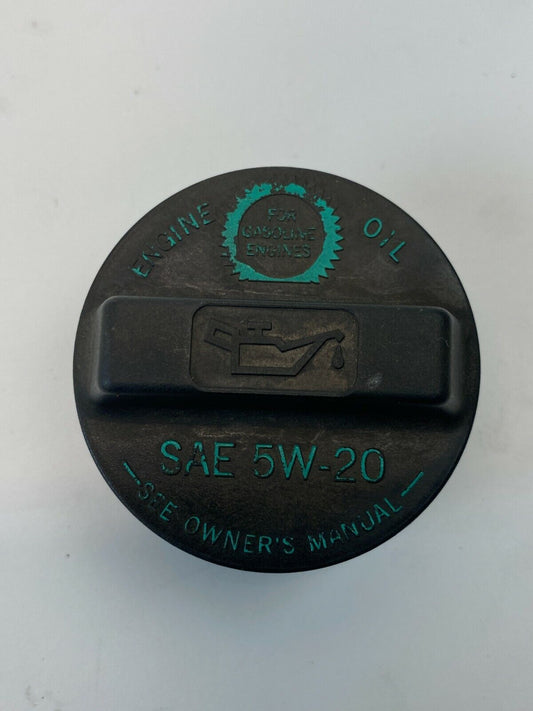 ENGINE OIL
FOR
GASOLINE
ENGINES
SAE 5W-20
—SEE OWNER'S MANUAL—